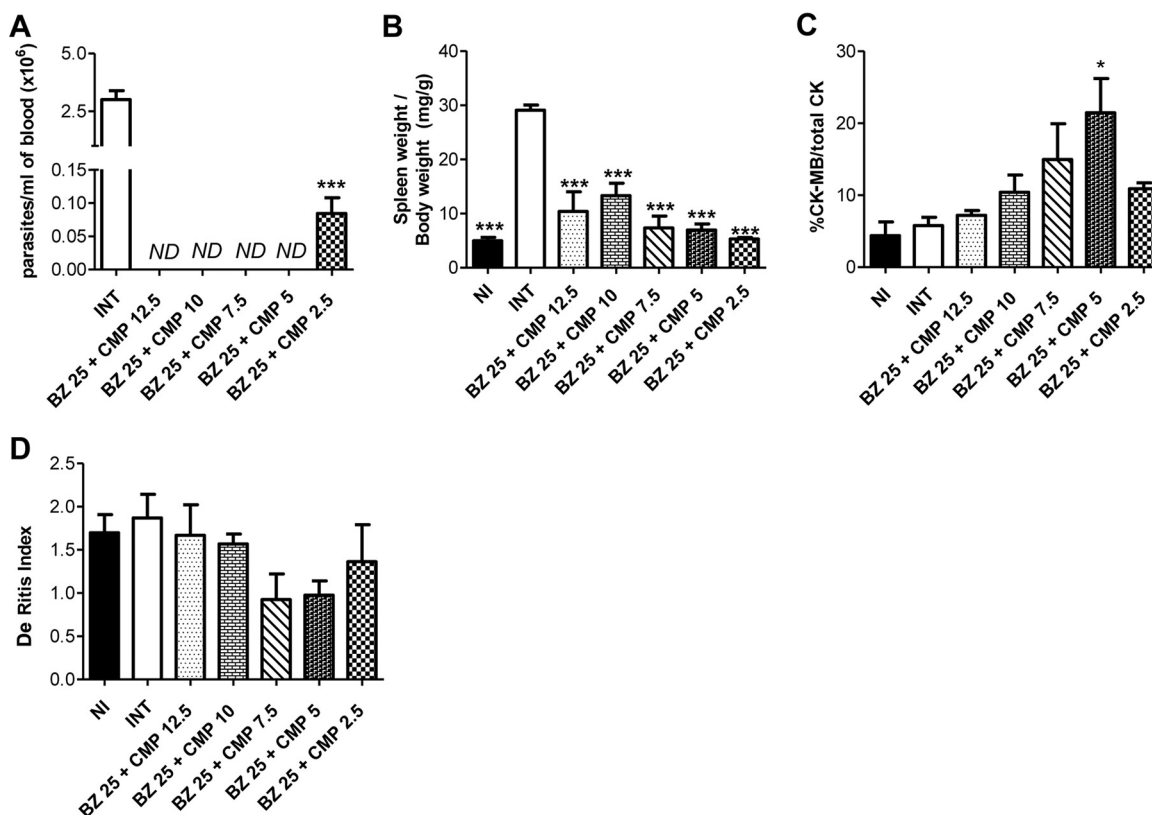 A
parasites/ml of blood (x10⁶)
5.0
2.5
0.15
0.10
0.05
0.00
ND ND ND ND
***
INT
BZ 25 + CMP 12.5
BZ 25 + CMP 10
BZ 25 + CMP 7.5
BZ 25 + CMP 5
BZ 25 + CMP 2.5
B
Spleen weight /
Body weight (mg/g)
40
30
20
10
0
*** *** *** *** *** ***
NI
INT
BZ 25 + CMP 12.5
BZ 25 + CMP 10
BZ 25 + CMP 7.5
BZ 25 + CMP 5
BZ 25 + CMP 2.5
C
%CK-MB/total CK
30
20
10
0
*
NI
INT
BZ 25 + CMP 12.5
BZ 25 + CMP 10
BZ 25 + CMP 7.5
BZ 25 + CMP 5
BZ 25 + CMP 2.5
D
De Ritis Index
2.5
2.0
1.5
1.0
0.5
0.0
NI
INT
BZ 25 + CMP 12.5
BZ 25 + CMP 10
BZ 25 + CMP 7.5
BZ 25 + CMP 5
BZ 25 + CMP 2.5